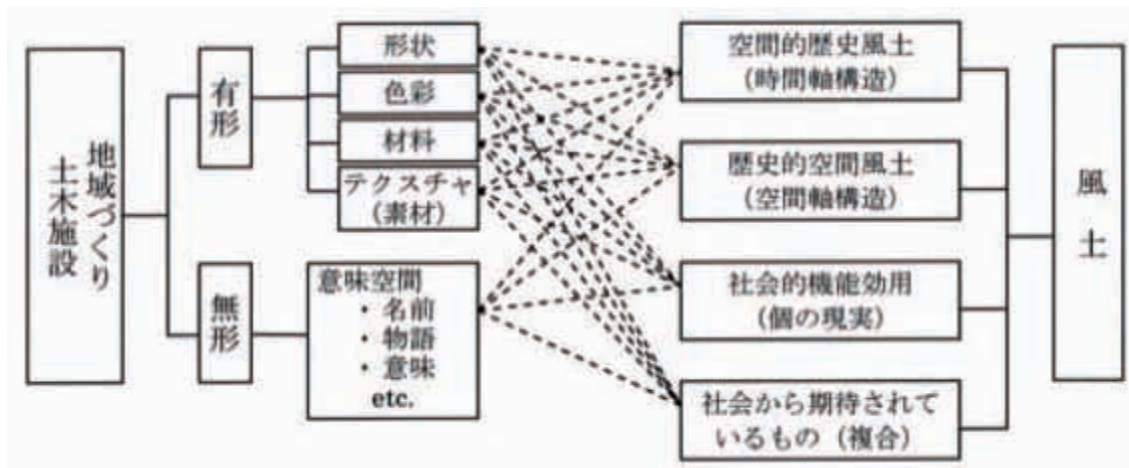 地域づくり
土木施設
有形
無形
形状
色彩
材料
テクスチャ
(素材)
意味空間
・名前
・物語
・意味
etc.
空間的歴史風土
(時間軸構造)
歴史的空間風土
(空間軸構造)
社会的機能効用
(個の現実)
社会から期待されて
いるもの(複合)
風土